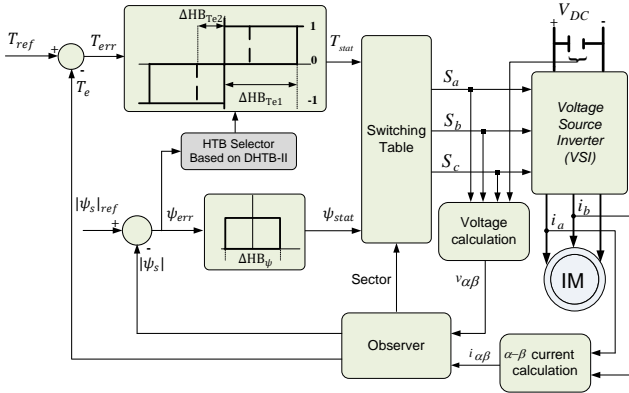 T_ref
+
-
T_e
T_err
ΔHB_Te2
ΔHB_Te1
1
0
-1
T_stat
HTB Selector
Based on DHTB-II
|ψ_s|_ref
+
-
|ψ_s|
ψ_err
ΔHB_ψ
ψ_stat
Switching
Table
Sector
S_a
S_b
S_c
V_DC
+
-
Voltage
Source
Inverter
(VSI)
Voltage
calculation
v_αβ
i_b
i_a
IM
Observer
i_αβ
α–β current
calculation